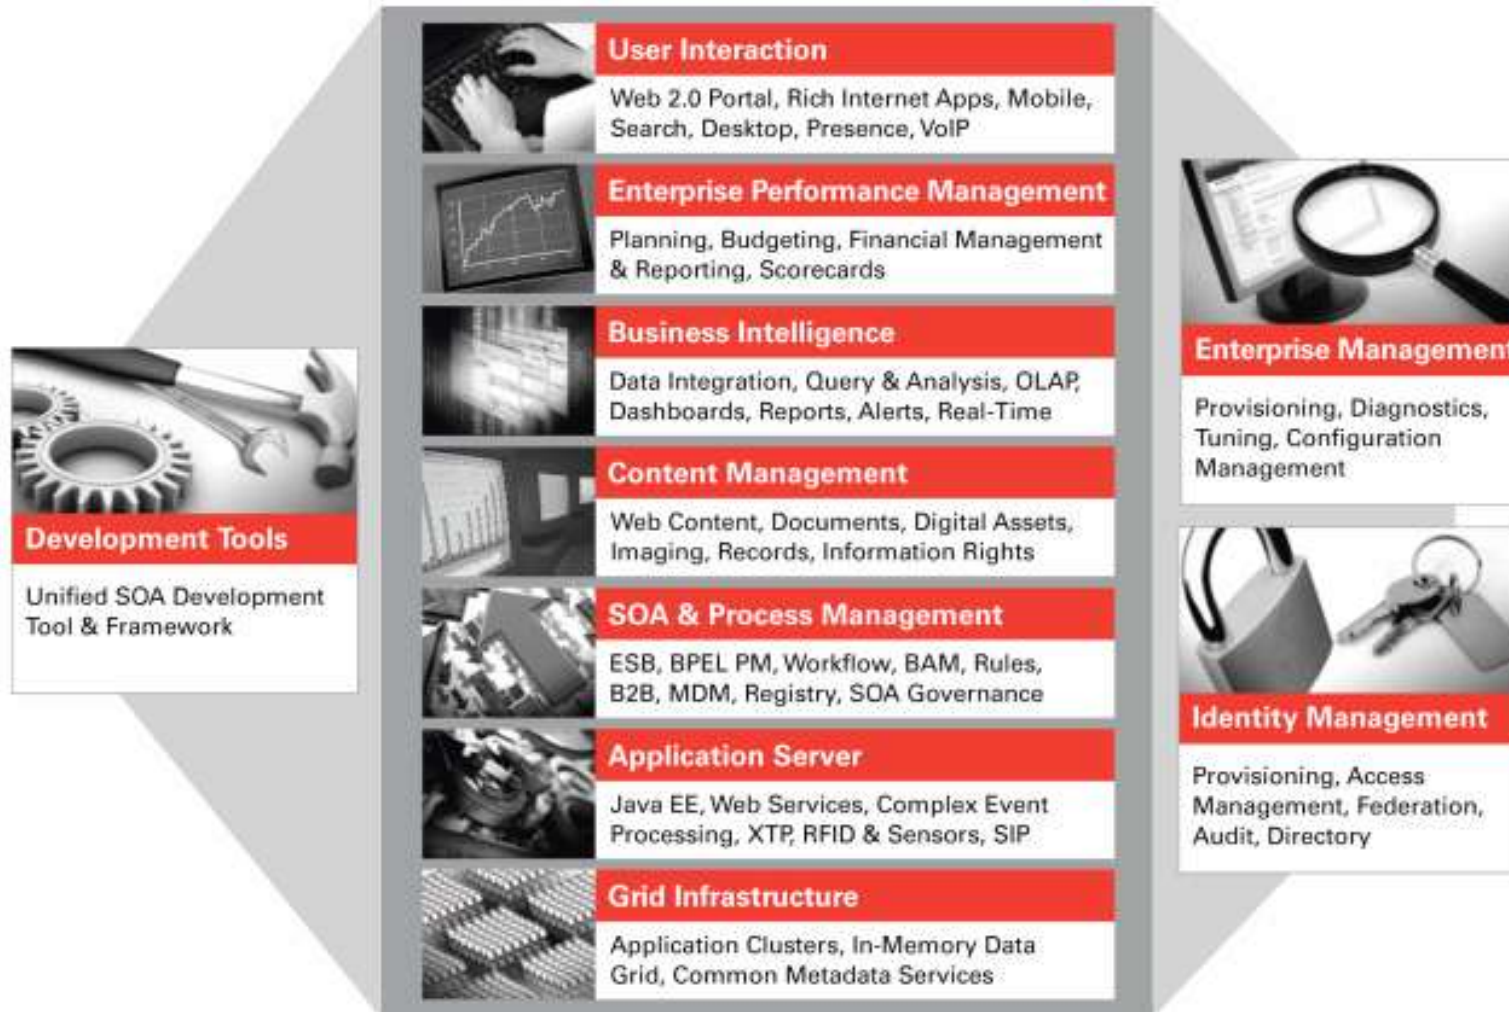 Development Tools
Unified SOA Development
Tool & Framework
User Interaction
Web 2.0 Portal, Rich Internet Apps, Mobile,
Search, Desktop, Presence, VoIP
Enterprise Performance Management
Planning, Budgeting, Financial Management
& Reporting, Scorecards
Business Intelligence
Data Integration, Query & Analysis, OLAP,
Dashboards, Reports, Alerts, Real-Time
Content Management
Web Content, Documents, Digital Assets,
Imaging, Records, Information Rights
SOA & Process Management
ESB, BPEL PM, Workflow, BAM, Rules,
B2B, MDM, Registry, SOA Governance
Application Server
Java EE, Web Services, Complex Event
Processing, XTP, RFID & Sensors, SIP
Grid Infrastructure
Application Clusters, In-Memory Data
Grid, Common Metadata Services
Enterprise Management
Provisioning, Diagnostics,
Tuning, Configuration
Management
Identity Management
Provisioning, Access
Management, Federation,
Audit, Directory